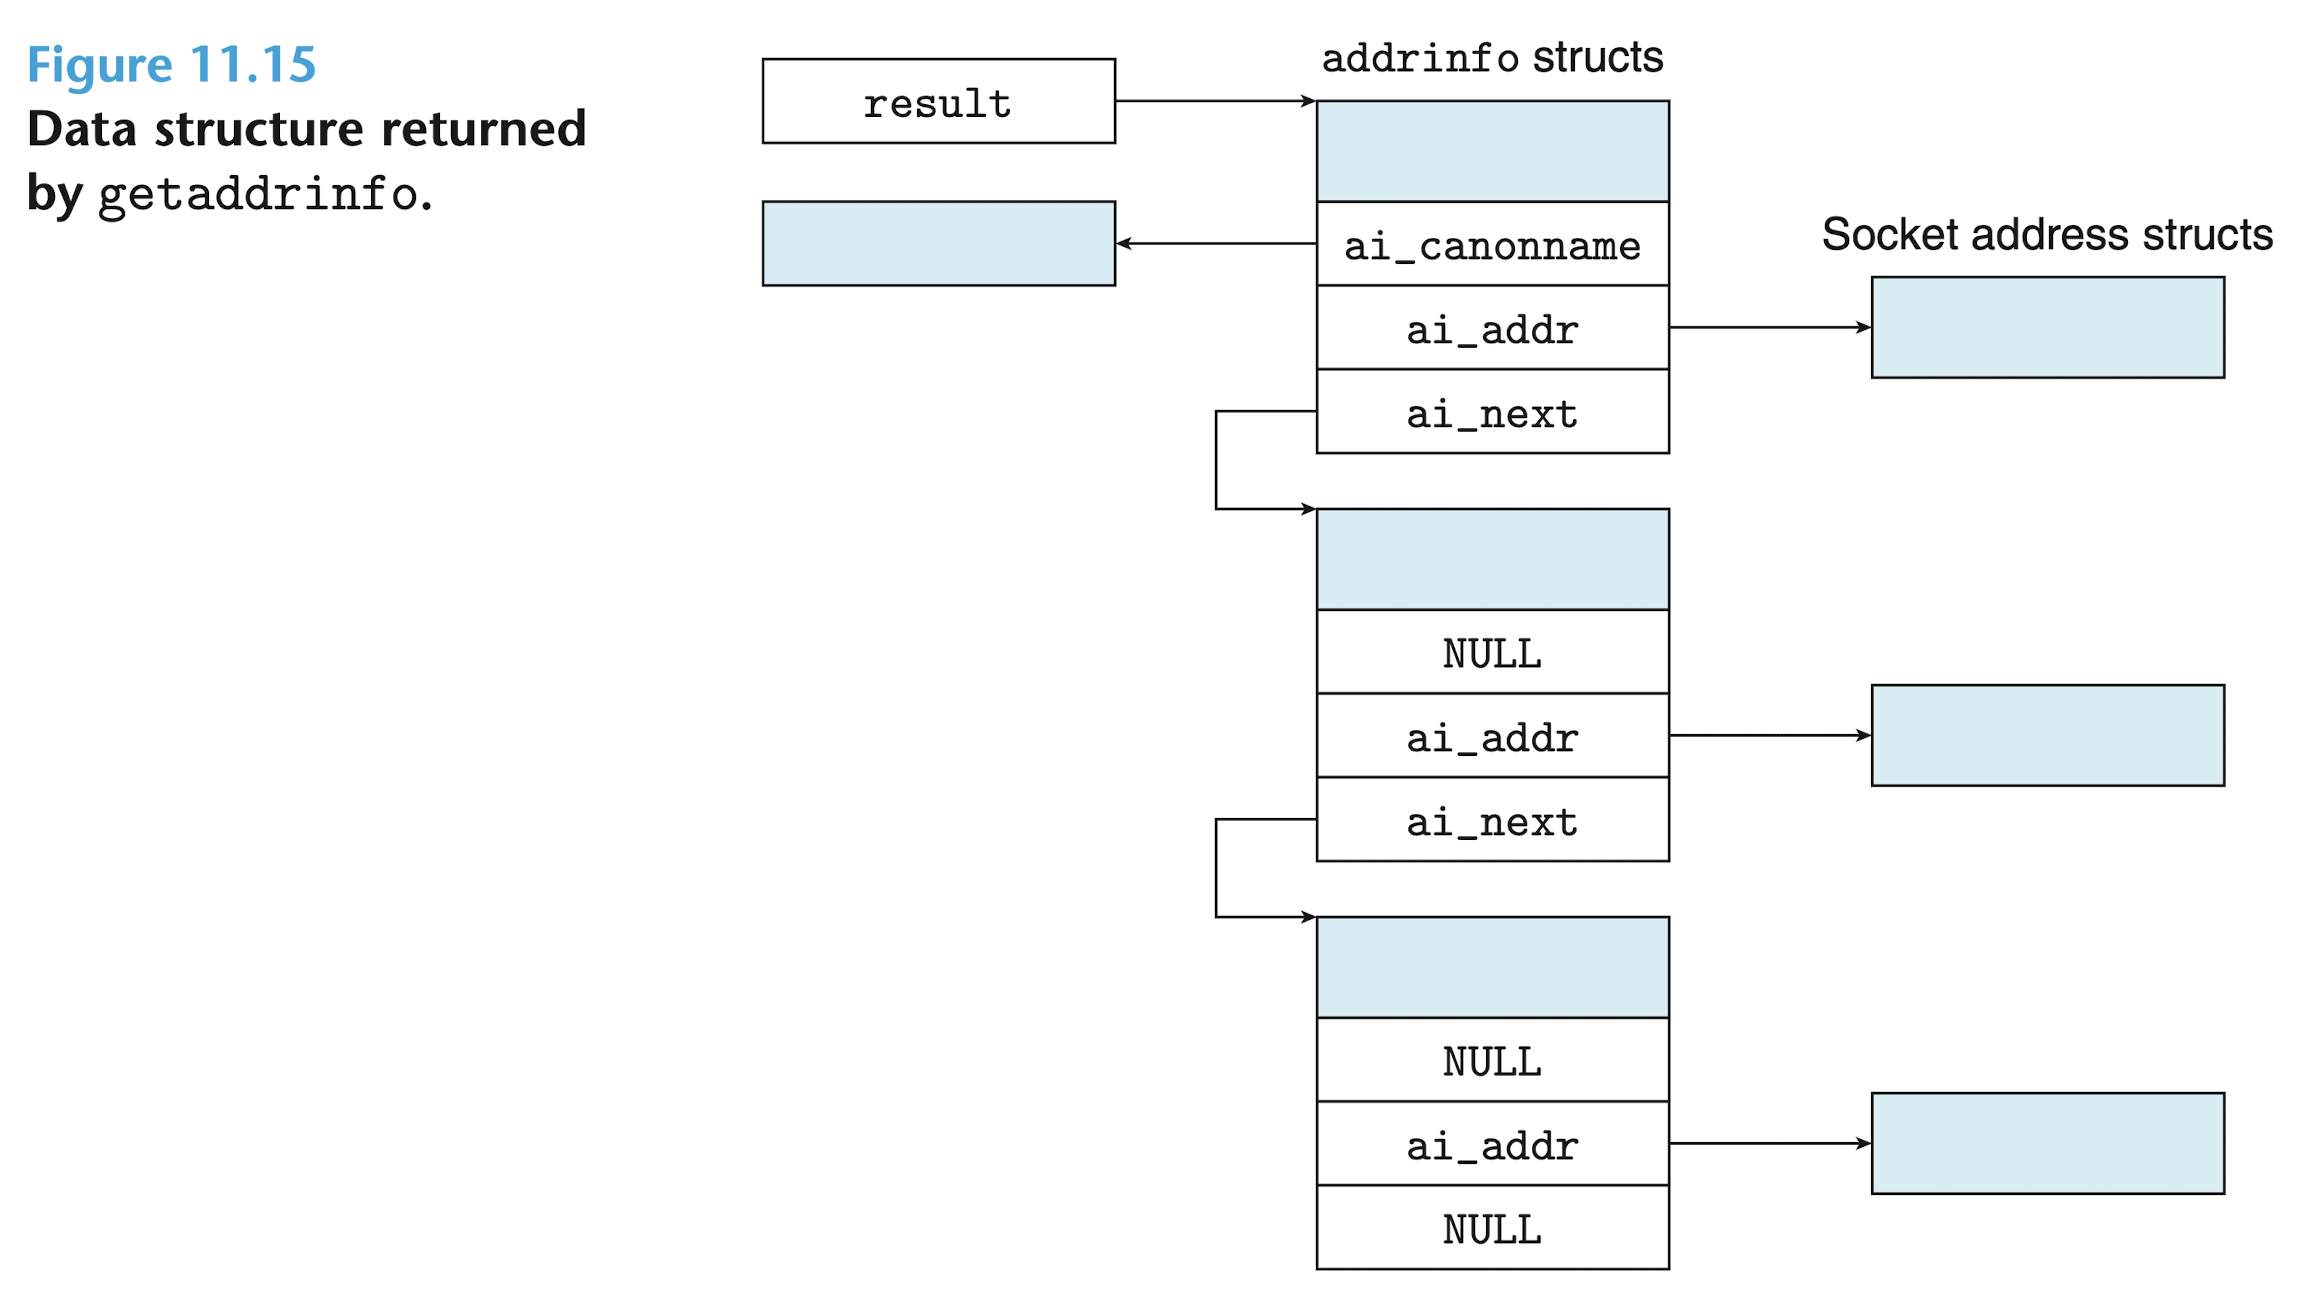 Figure 11.15
Data structure returned
by getaddrinfo.
result
addrinfo structs
ai_canonname
Socket address structs
ai_addr
ai_next
NULL
ai_addr
ai_next
NULL
ai_addr
NULL